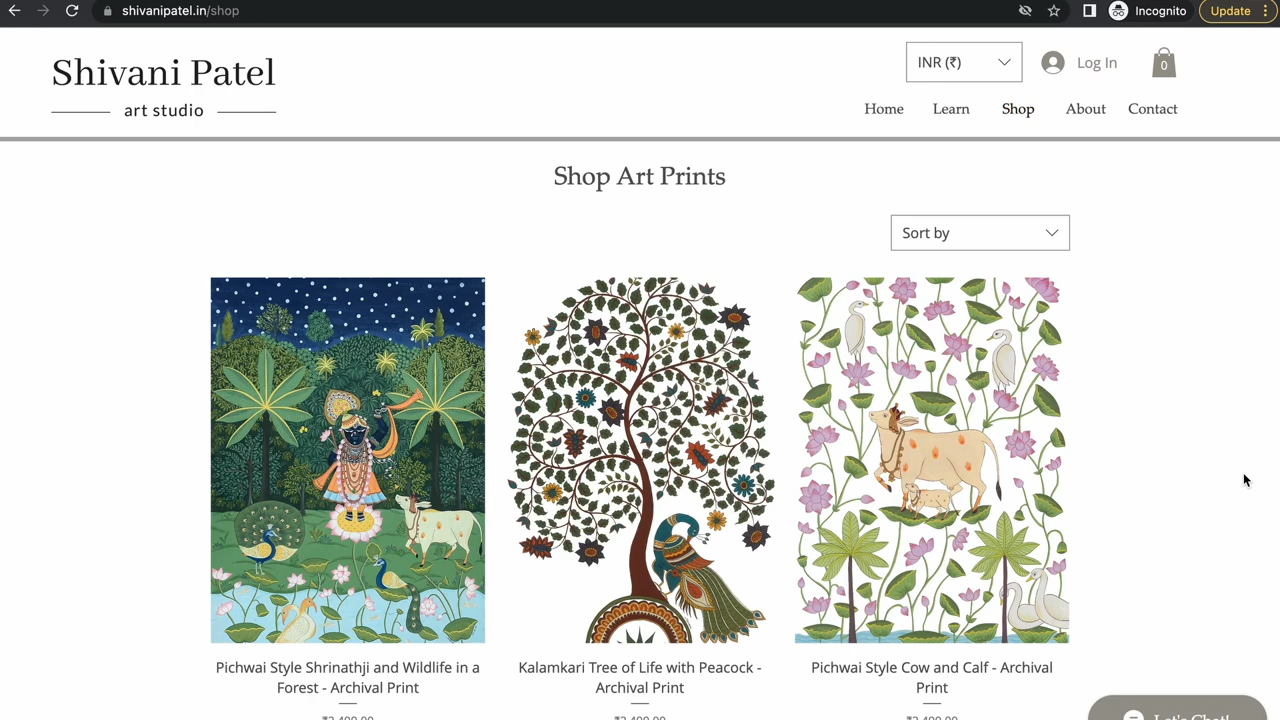 shivanipatel.in/shop
Incognito
Update
Shivani Patel
art studio
INR (₹)
Log In
0
Home
Learn
Shop
About
Contact
Shop Art Prints
Sort by
Pichwai Style Shrinathji and Wildlife in a
Forest - Archival Print
Kalamkari Tree of Life with Peacock -
Archival Print
Pichwai Style Cow and Calf - Archival
Print
Let's Chat!